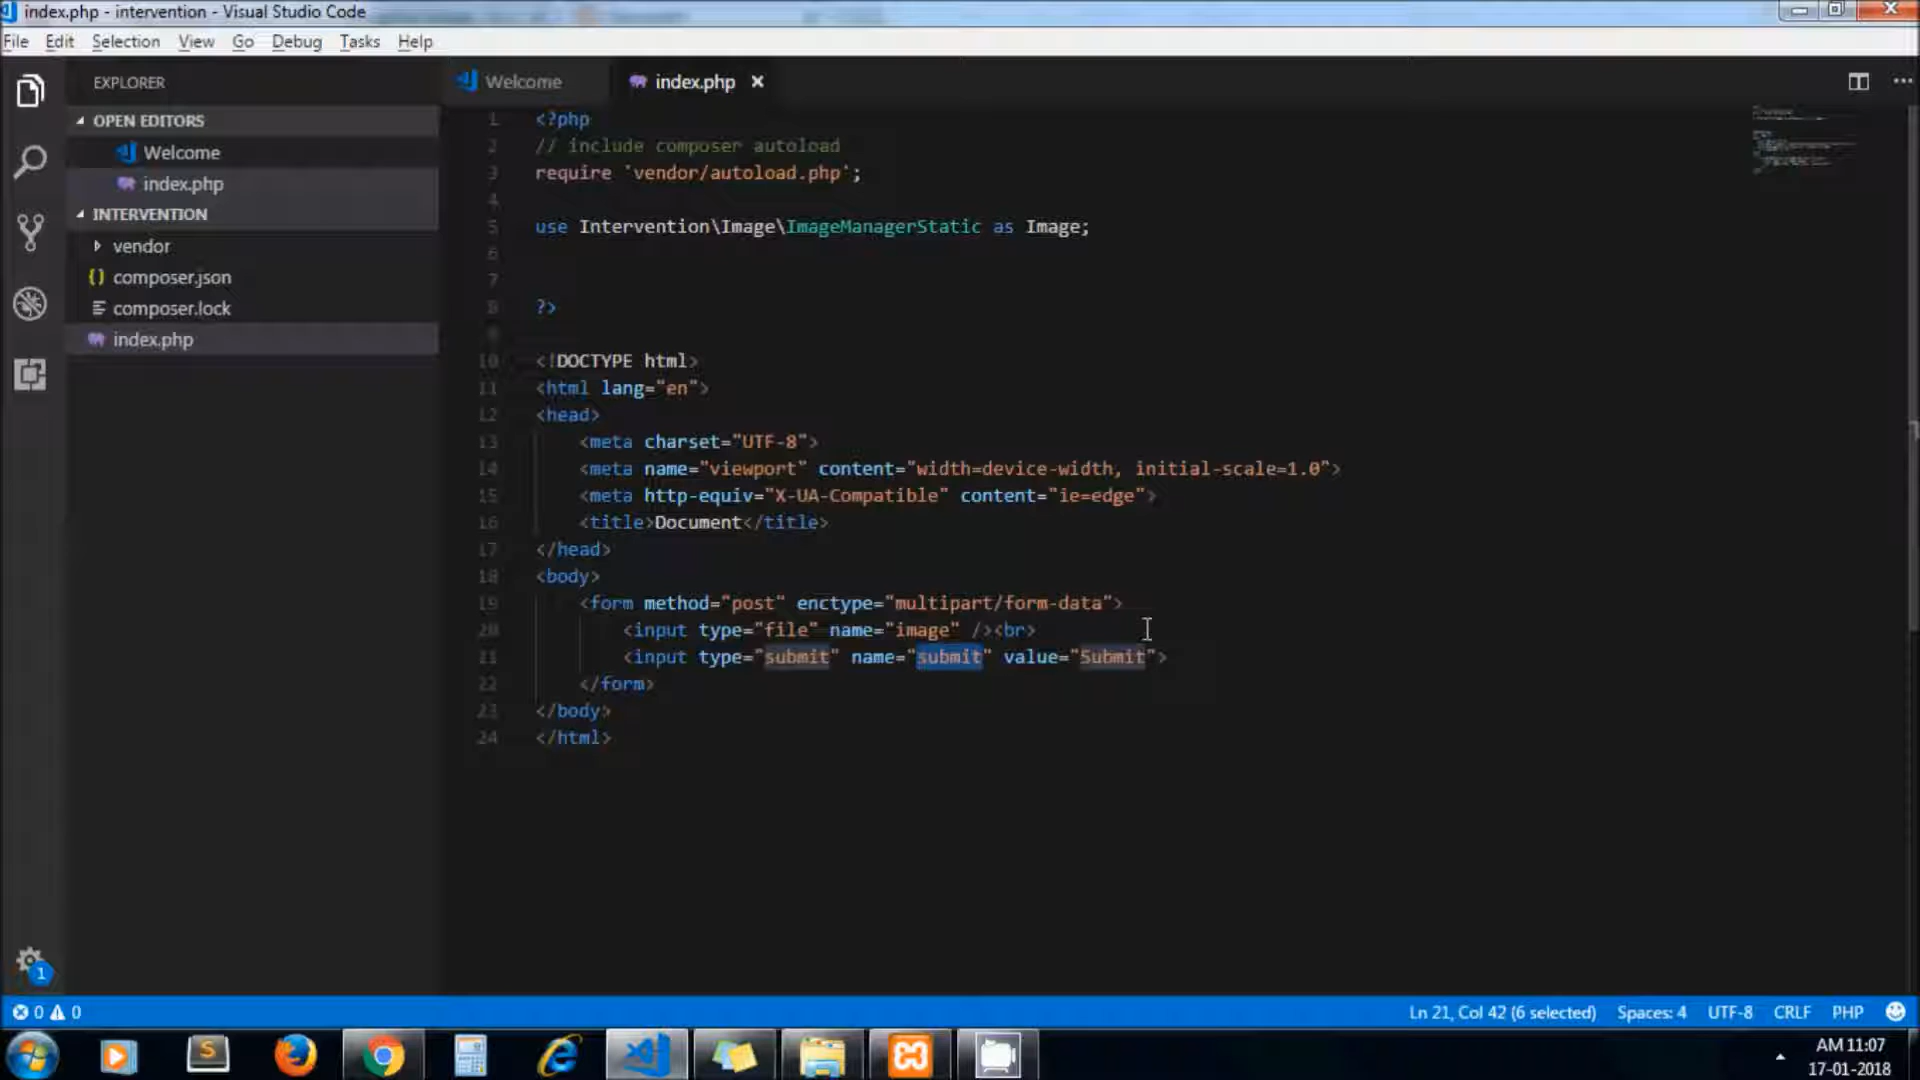 index.php - intervention - Visual Studio Code
File Edit Selection View Go Debug Tasks Help
EXPLORER
OPEN EDITORS
Welcome
index.php
INTERVENTION
vendor
{} composer.json
composer.lock
index.php
Welcome index.php ×
1 <?php
2 // include composer autoload
3 require 'vendor/autoload.php';
4
5 use Intervention\Image\ImageManagerStatic as Image;
6
7
8 ?>
9
10 <!DOCTYPE html>
11 <html lang="en">
12 <head>
13 <meta charset="UTF-8">
14 <meta name="viewport" content="width=device-width, initial-scale=1.0">
15 <meta http-equiv="X-UA-Compatible" content="ie=edge">
16 <title>Document</title>
17 </head>
18 <body>
19 <form method="post" enctype="multipart/form-data">
20 <input type="file" name="image" /><br>
21 <input type="submit" name="submit" value="Submit">
22 </form>
23 </body>
24 </html>
1
0 0 Ln 21, Col 42 (6 selected) Spaces: 4 UTF-8 CRLF PHP
AM 11:07
17-01-2018